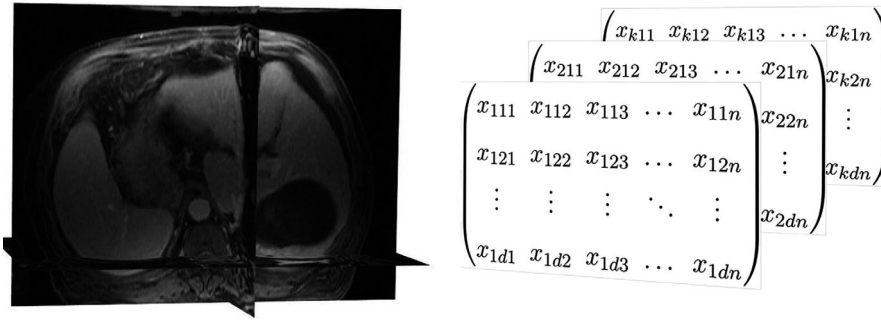 x_{k11} x_{k12} x_{k13} … x_{k1n}
x_{k2n}
⋮
x_{kdn}
x_{211} x_{212} x_{213} … x_{21n}
x_{22n}
⋮
x_{2dn}
x_{111} x_{112} x_{113} … x_{11n}
x_{121} x_{122} x_{123} … x_{12n}
⋮ ⋮ ⋮ ⋱ ⋮
x_{1d1} x_{1d2} x_{1d3} … x_{1dn}